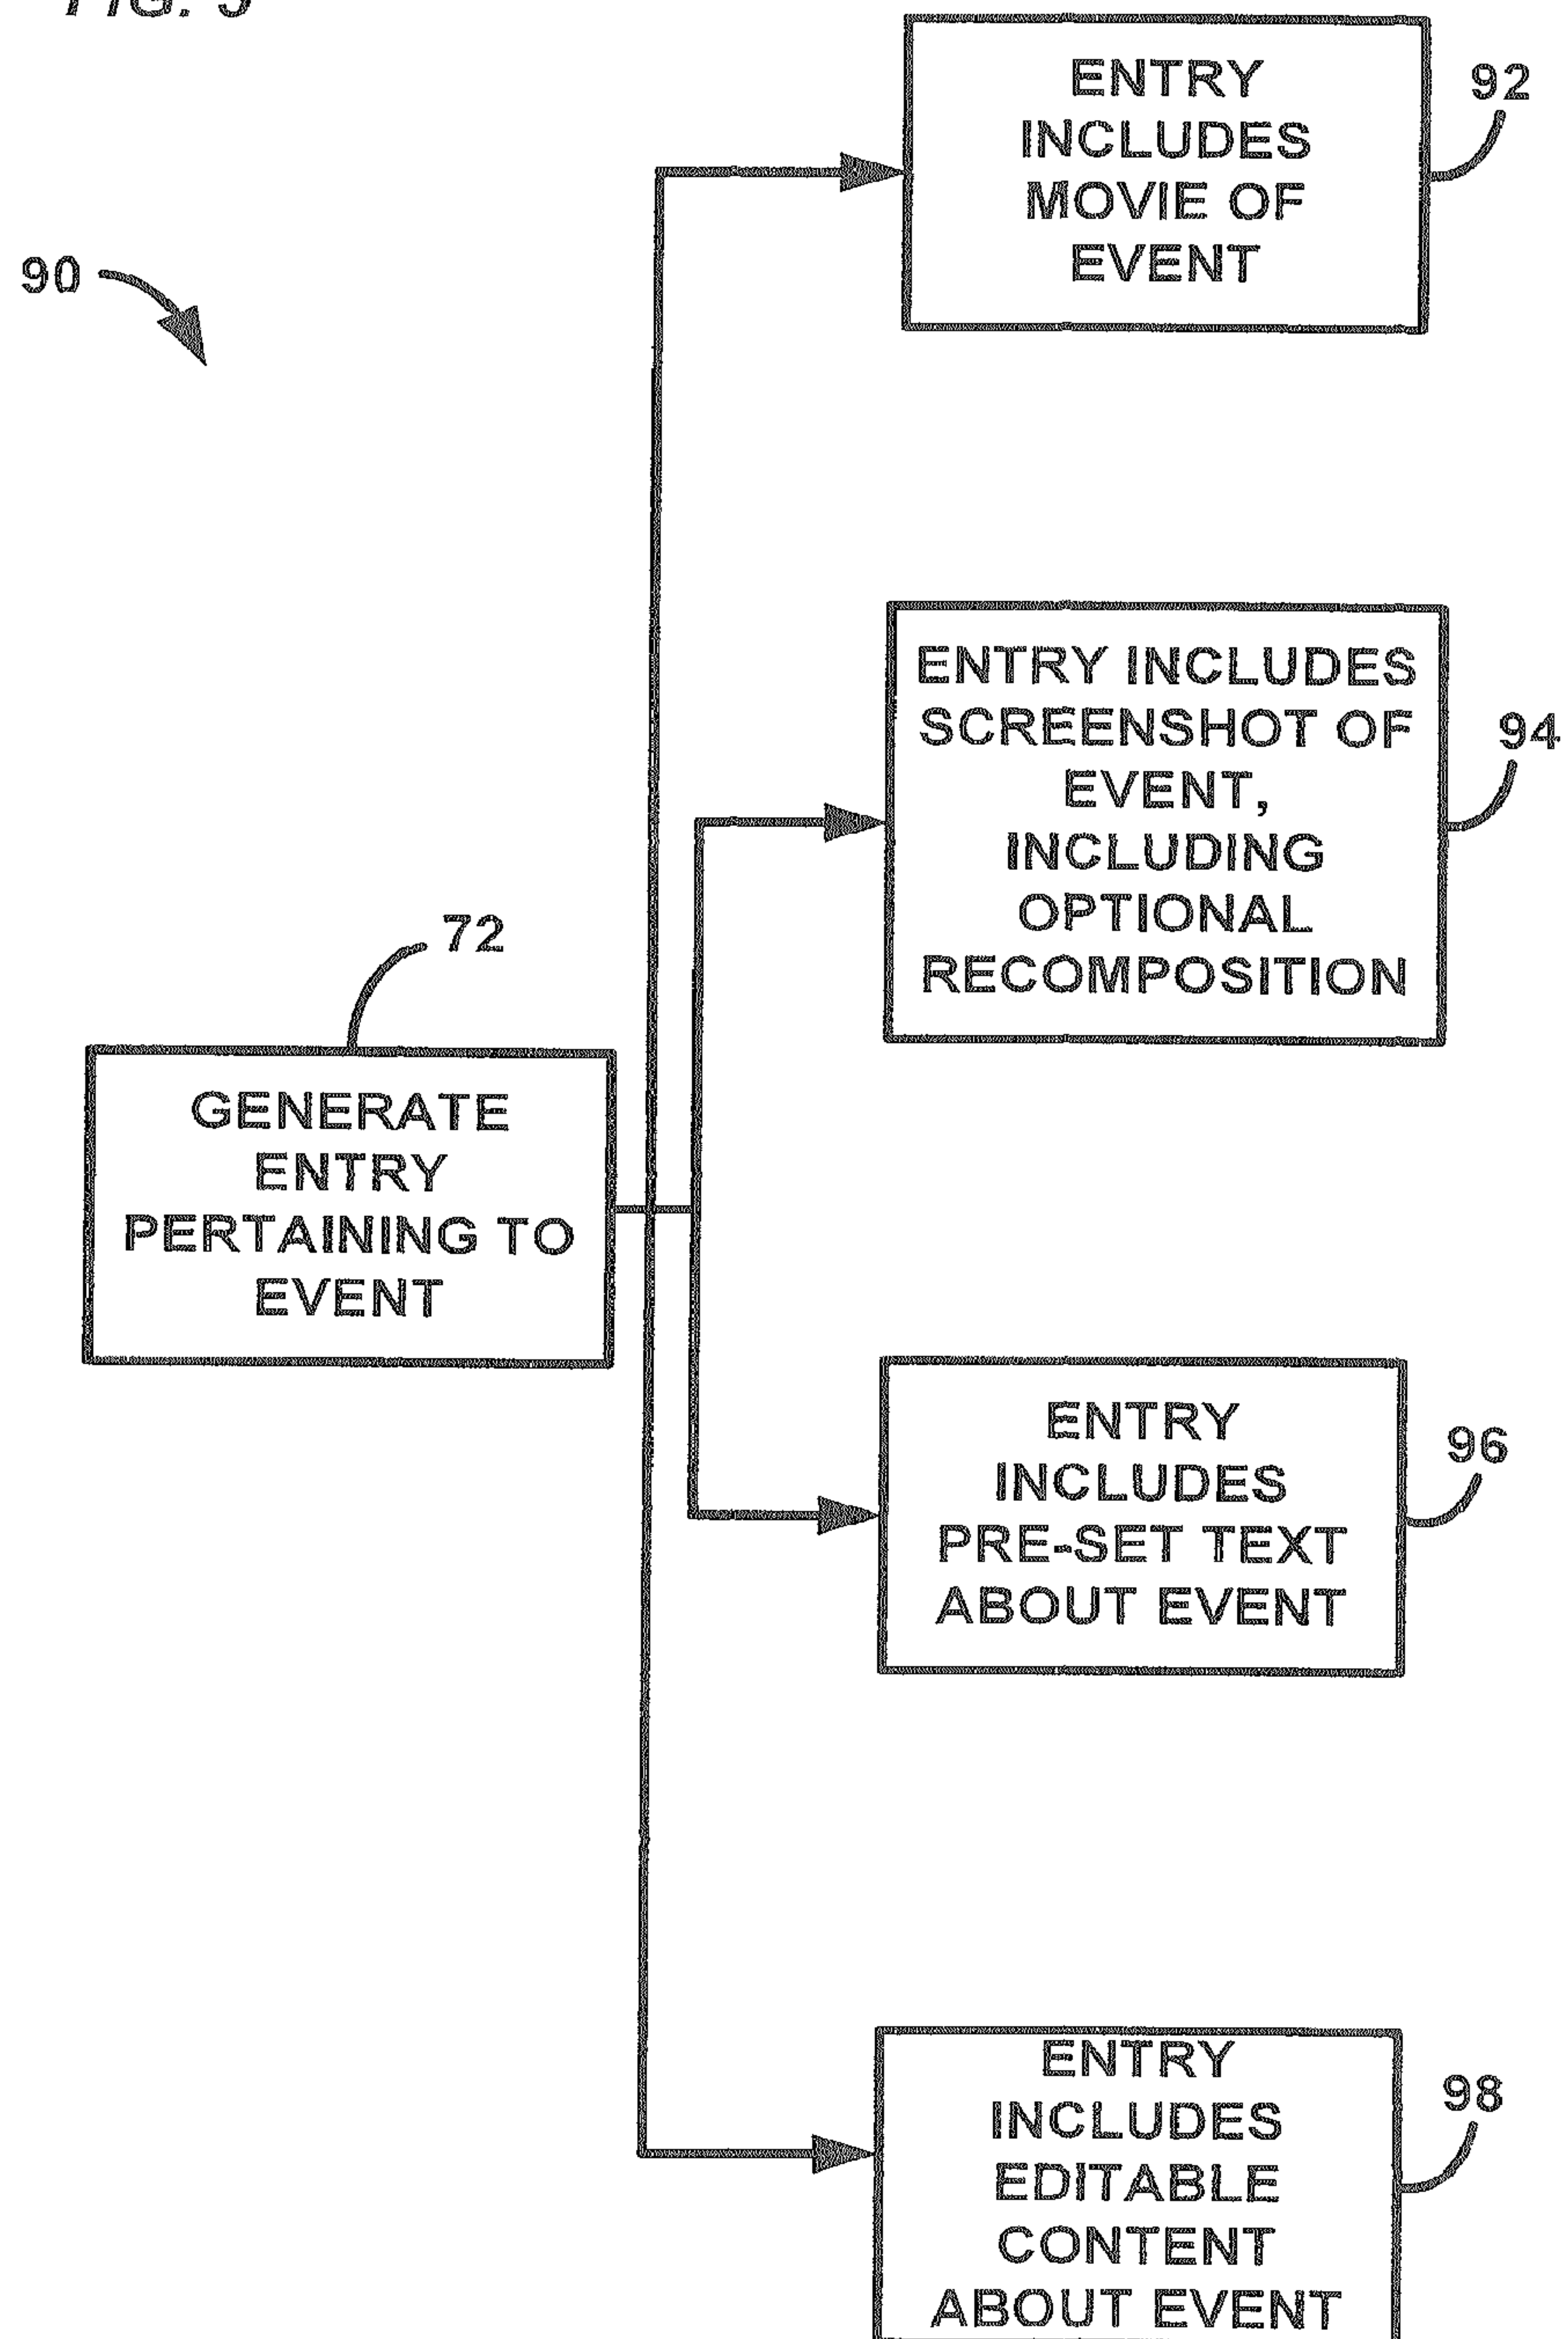 FIG.
ENTRY
INCLUDES
MOVIE OF
EVENT
92
90
ENTRY INCLUDES
SCREENSHOT OF
EVENT,
INCLUDING
OPTIONAL
RECOMPOSITION
94
72
GENERATE
ENTRY
PERTAINING TO
EVENT
ENTRY
INCLUDES
PRE-SET TEXT
ABOUT EVENT
96
ENTRY
INCLUDES
EDITABLE
CONTENT
ABOUT EVENT
98